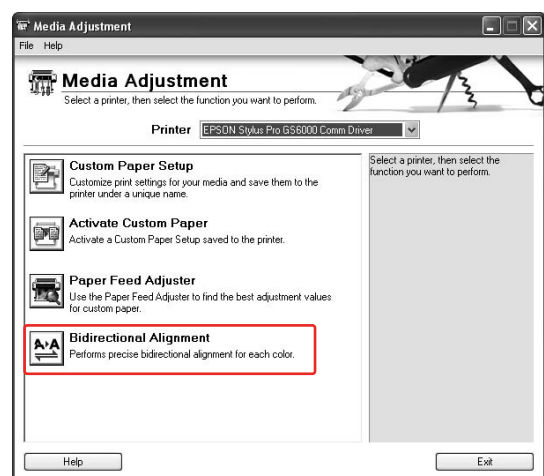 Media Adjustment
File Help
Media Adjustment
Select a printer, then select the function you want to perform.
Printer EPSON Stylus Pro GS6000 Comm Driver
Custom Paper Setup
Customize print settings for your media and save them to the
printer under a unique name.
Activate Custom Paper
Activate a Custom Paper Setup saved to the printer.
Paper Feed Adjuster
Use the Paper Feed Adjuster to find the best adjustment values
for custom paper.
A›A
Bidirectional Alignment
Performs precise bidirectional alignment for each color.
Select a printer, then select the
function you want to perform.
Help
Exit